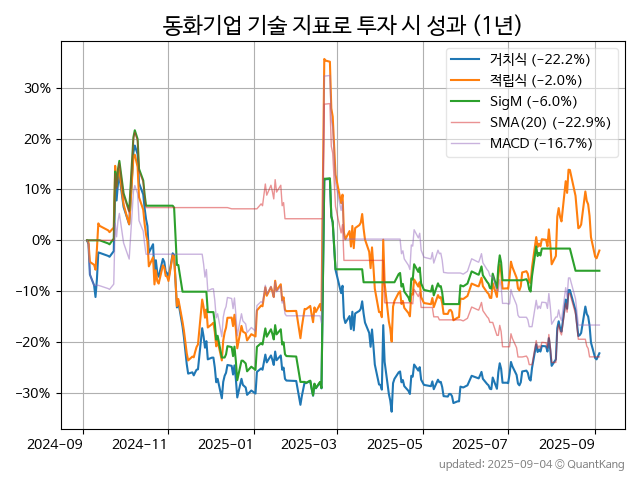 동화기업 기술 지표로 투자 시 성과 (1년)
거치식 (−22.2%)
적립식 (−2.0%)
SigM (−6.0%)
SMA(20) (−22.9%)
MACD (−16.7%)
30%
20%
10%
0%
−10%
−20%
−30%
2024-09 2024-11 2025-01 2025-03 2025-05 2025-07 2025-09
updated: 2025-09-04 © QuantKang